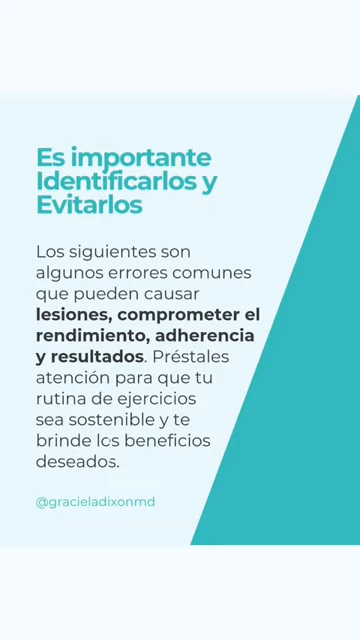 Es importante
Identificarlos y
Evitarlos
Los siguientes son
algunos errores comunes
que pueden causar
lesiones, comprometer el
rendimiento, adherencia
y resultados. Préstales
atención para que tu
rutina de ejercicios
sea sostenible y te
brinde los beneficios
deseados.
@gracieladixonmd